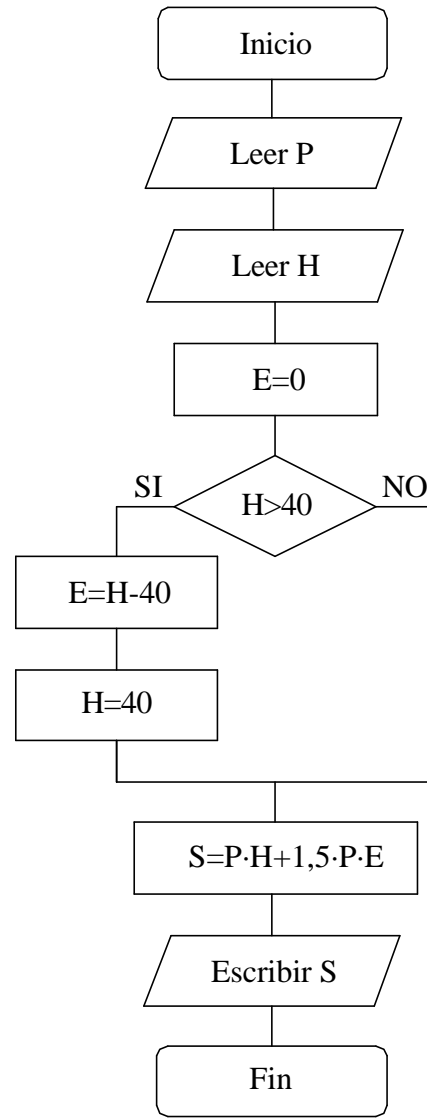 Inicio
Leer P
Leer H
E=0
SI
NO
H>40
E=H-40
H=40
S=P·H+1,5·P·E
Escribir S
Fin